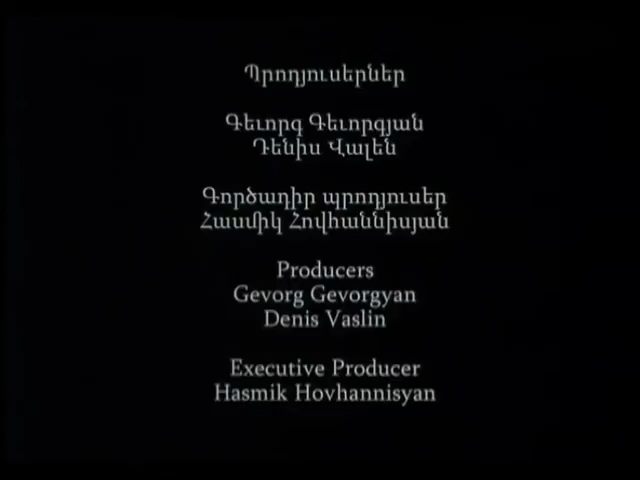 Պրոդյուսերներ
Գեւորգ Գեւորգյան
Դենիս Վալեն
Գործադիր պրոդյուսեր
Հասմիկ Հովհաննիսյան
Producers
Gevorg Gevorgyan
Denis Vaslin
Executive Producer
Hasmik Hovhannisyan